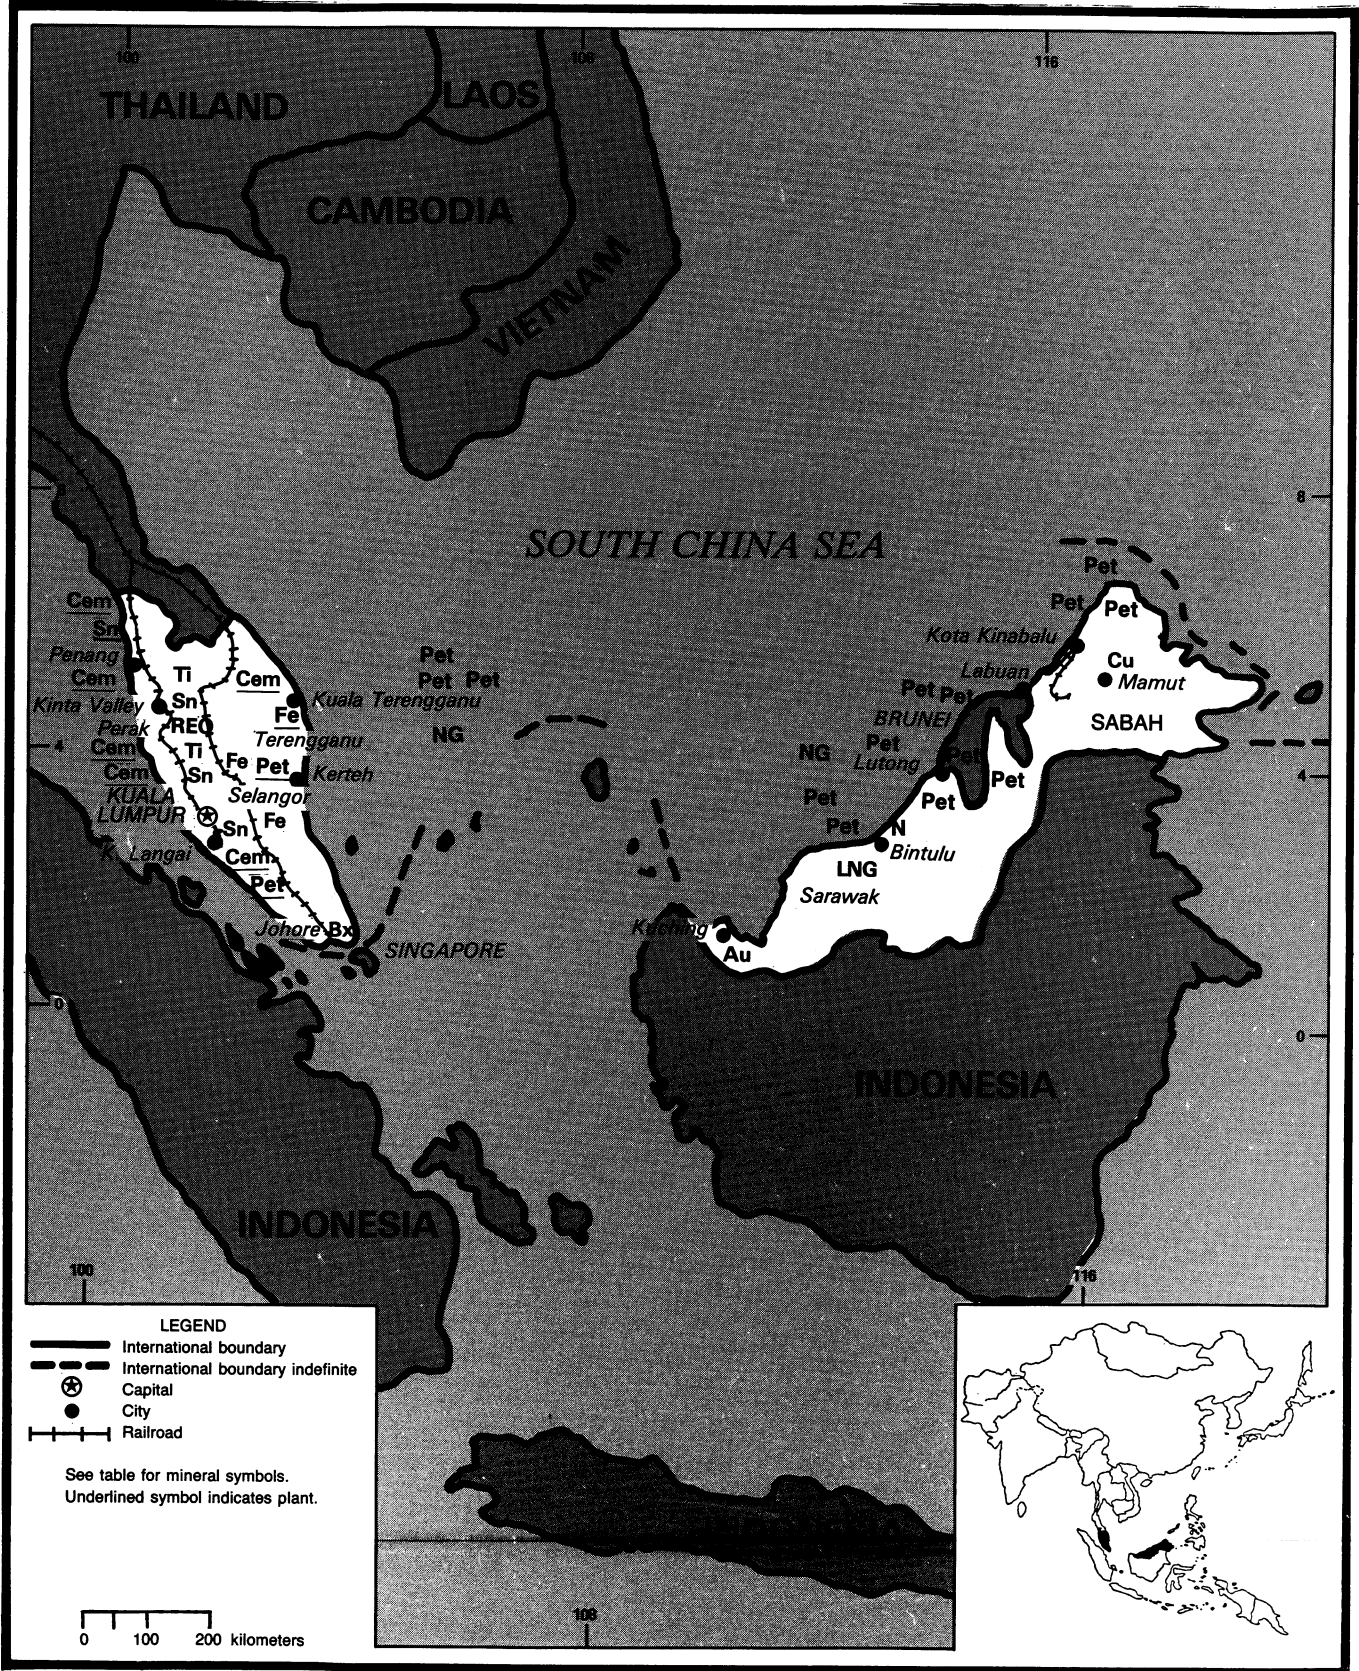 100
108
116
THAILAND
LAOS
CAMBODIA
VIETNAM
8
SOUTH CHINA SEA
Pet
Pet
Pet
Cem
Sn
Penang
Cem
Kinta Valley
Perak
Cem
Cem
KUALA
LUMPUR
K. Langai
Ti
Sn
REO
Ti
Sn
Cem
Kuala Terengganu
Fe
Terengganu
Fe
Pet
Kerteh
Selangor
Fe
Sn
Cem
Pet
Johore
Bx
SINGAPORE
Pet
Pet
Pet
NG
4
Kota Kinabalu
Labuan
Cu
Mamut
SABAH
Pet
Pet
BRUNEI
NG
Pet
Lutong
Pet
Pet
4
Pet
Pet
Pet
N
Bintulu
LNG
Sarawak
Kuching
Au
0
0
INDONESIA
INDONESIA
100
116
LEGEND
International boundary
International boundary indefinite
Capital
City
Railroad
See table for mineral symbols.
Underlined symbol indicates plant.
0 100 200 kilometers
108